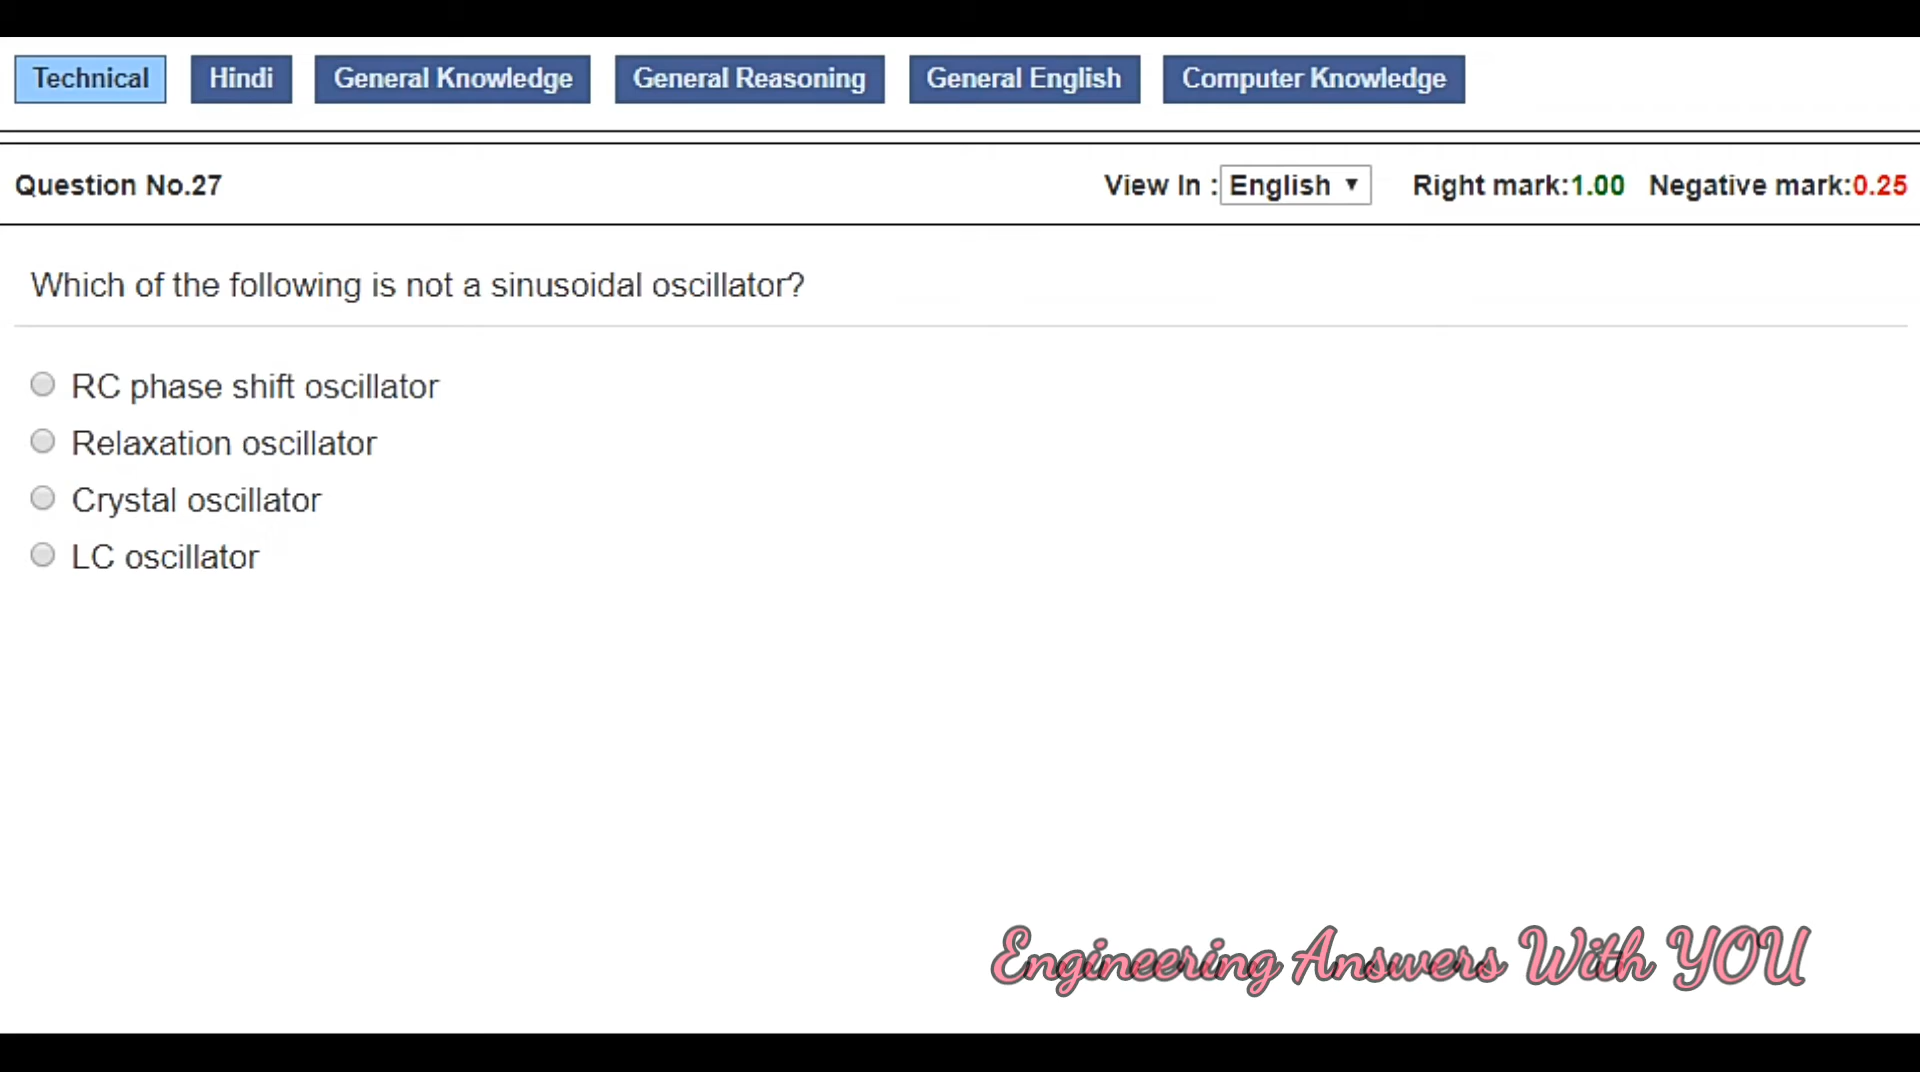 Technical Hindi General Knowledge General Reasoning General English Computer Knowledge
Question No.27 View In : English ▼ Right mark:1.00 Negative mark:0.25
Which of the following is not a sinusoidal oscillator?
RC phase shift oscillator
Relaxation oscillator
Crystal oscillator
LC oscillator
Engineering Answers With YOU